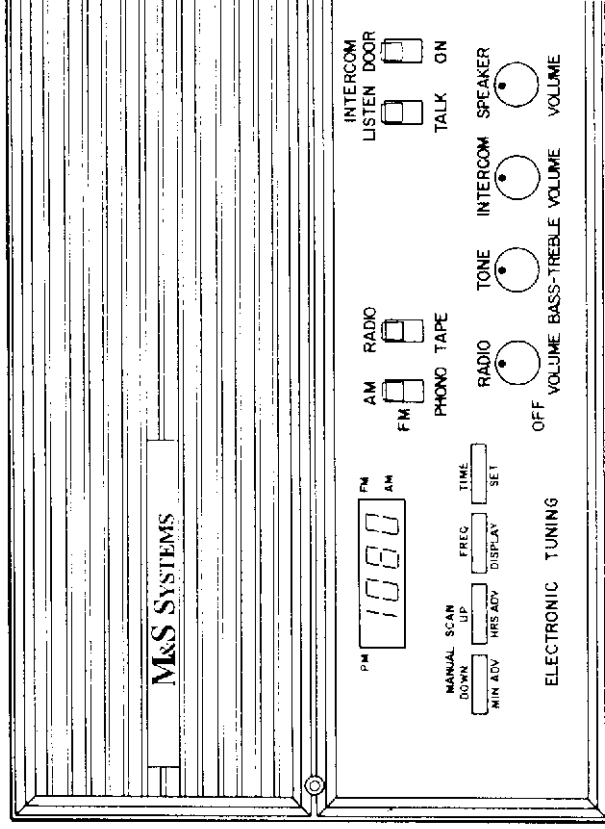 M&S SYSTEMS
PM
1080
FM
AM
MANUAL SCAN
DOWN UP
MIN ADV HRS ADV
FREQ
DISPLAY
TIME
SET
ELECTRONIC TUNING
AM RADIO
FM
PHONO TAPE
INTERCOM
LISTEN DOOR
TALK ON
RADIO TONE INTERCOM SPEAKER
OFF
VOLUME BASS-TREBLE VOLUME VOLUME